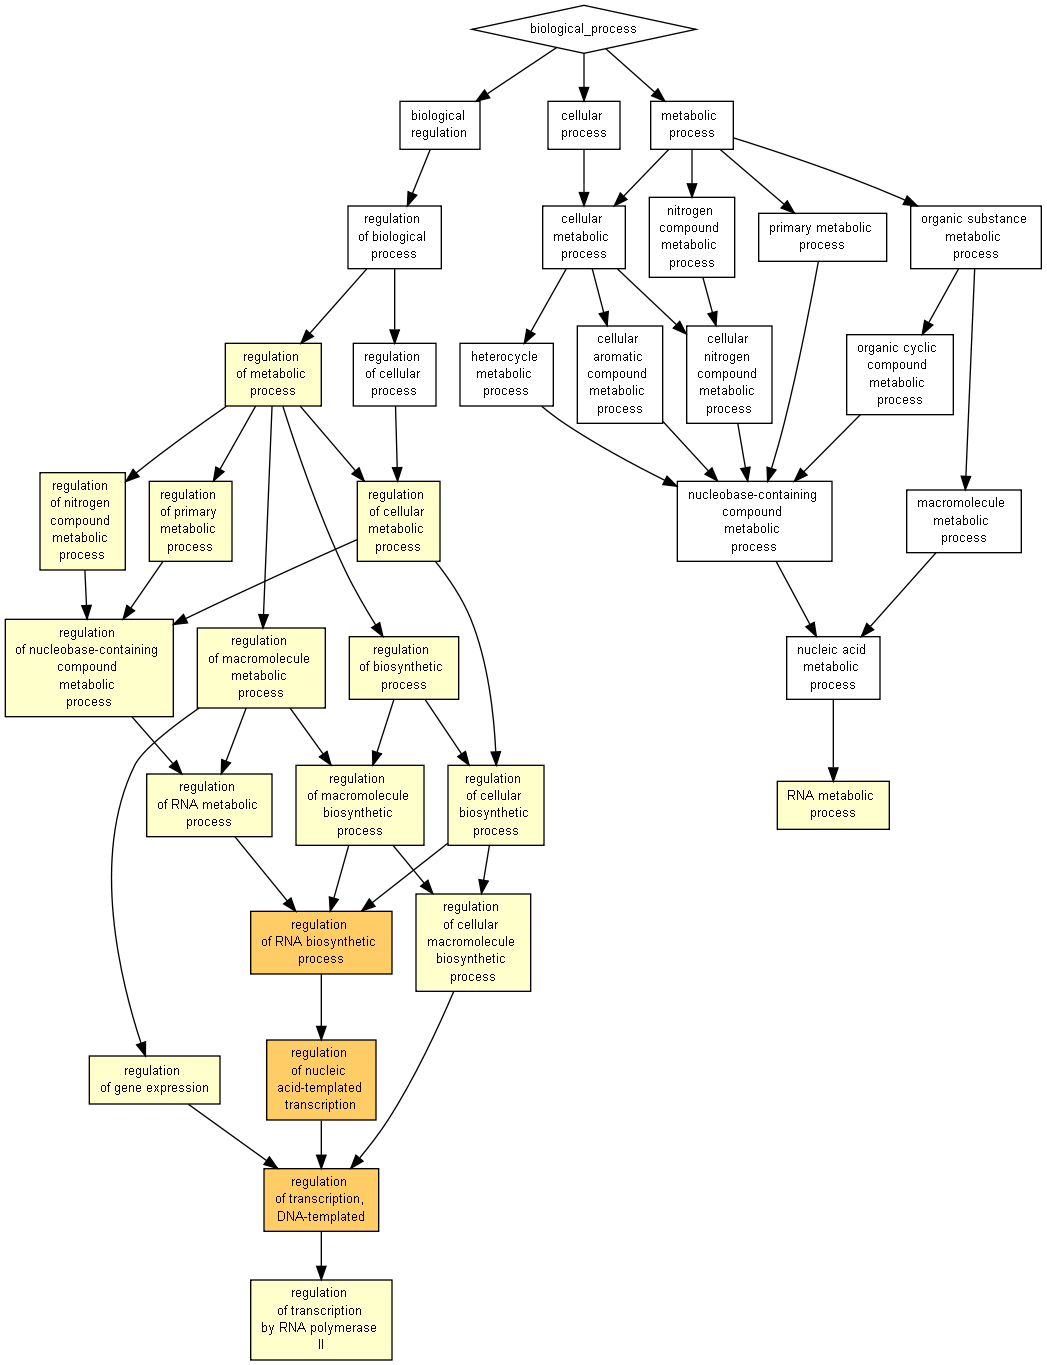 biological_process
biological
regulation
cellular
process
metabolic
process
regulation
of biological
process
cellular
metabolic
process
nitrogen
compound
metabolic
process
primary metabolic
process
organic substance
metabolic
process
regulation
of metabolic
process
regulation
of cellular
process
heterocycle
metabolic
process
cellular
aromatic
compound
metabolic
process
cellular
nitrogen
compound
metabolic
process
organic cyclic
compound
metabolic
process
regulation
of nitrogen
compound
metabolic
process
regulation
of primary
metabolic
process
regulation
of cellular
metabolic
process
nucleobase-containing
compound
metabolic
process
macromolecule
metabolic
process
regulation
of nucleobase-containing
compound
metabolic
process
regulation
of macromolecule
metabolic
process
regulation
of biosynthetic
process
nucleic acid
metabolic
process
regulation
of RNA metabolic
process
regulation
of macromolecule
biosynthetic
process
regulation
of cellular
biosynthetic
process
RNA metabolic
process
regulation
of RNA biosynthetic
process
regulation
of cellular
macromolecule
biosynthetic
process
regulation
of gene expression
regulation
of nucleic
acid-templated
transcription
regulation
of transcription,
DNA-templated
regulation
of transcription
by RNA polymerase
II